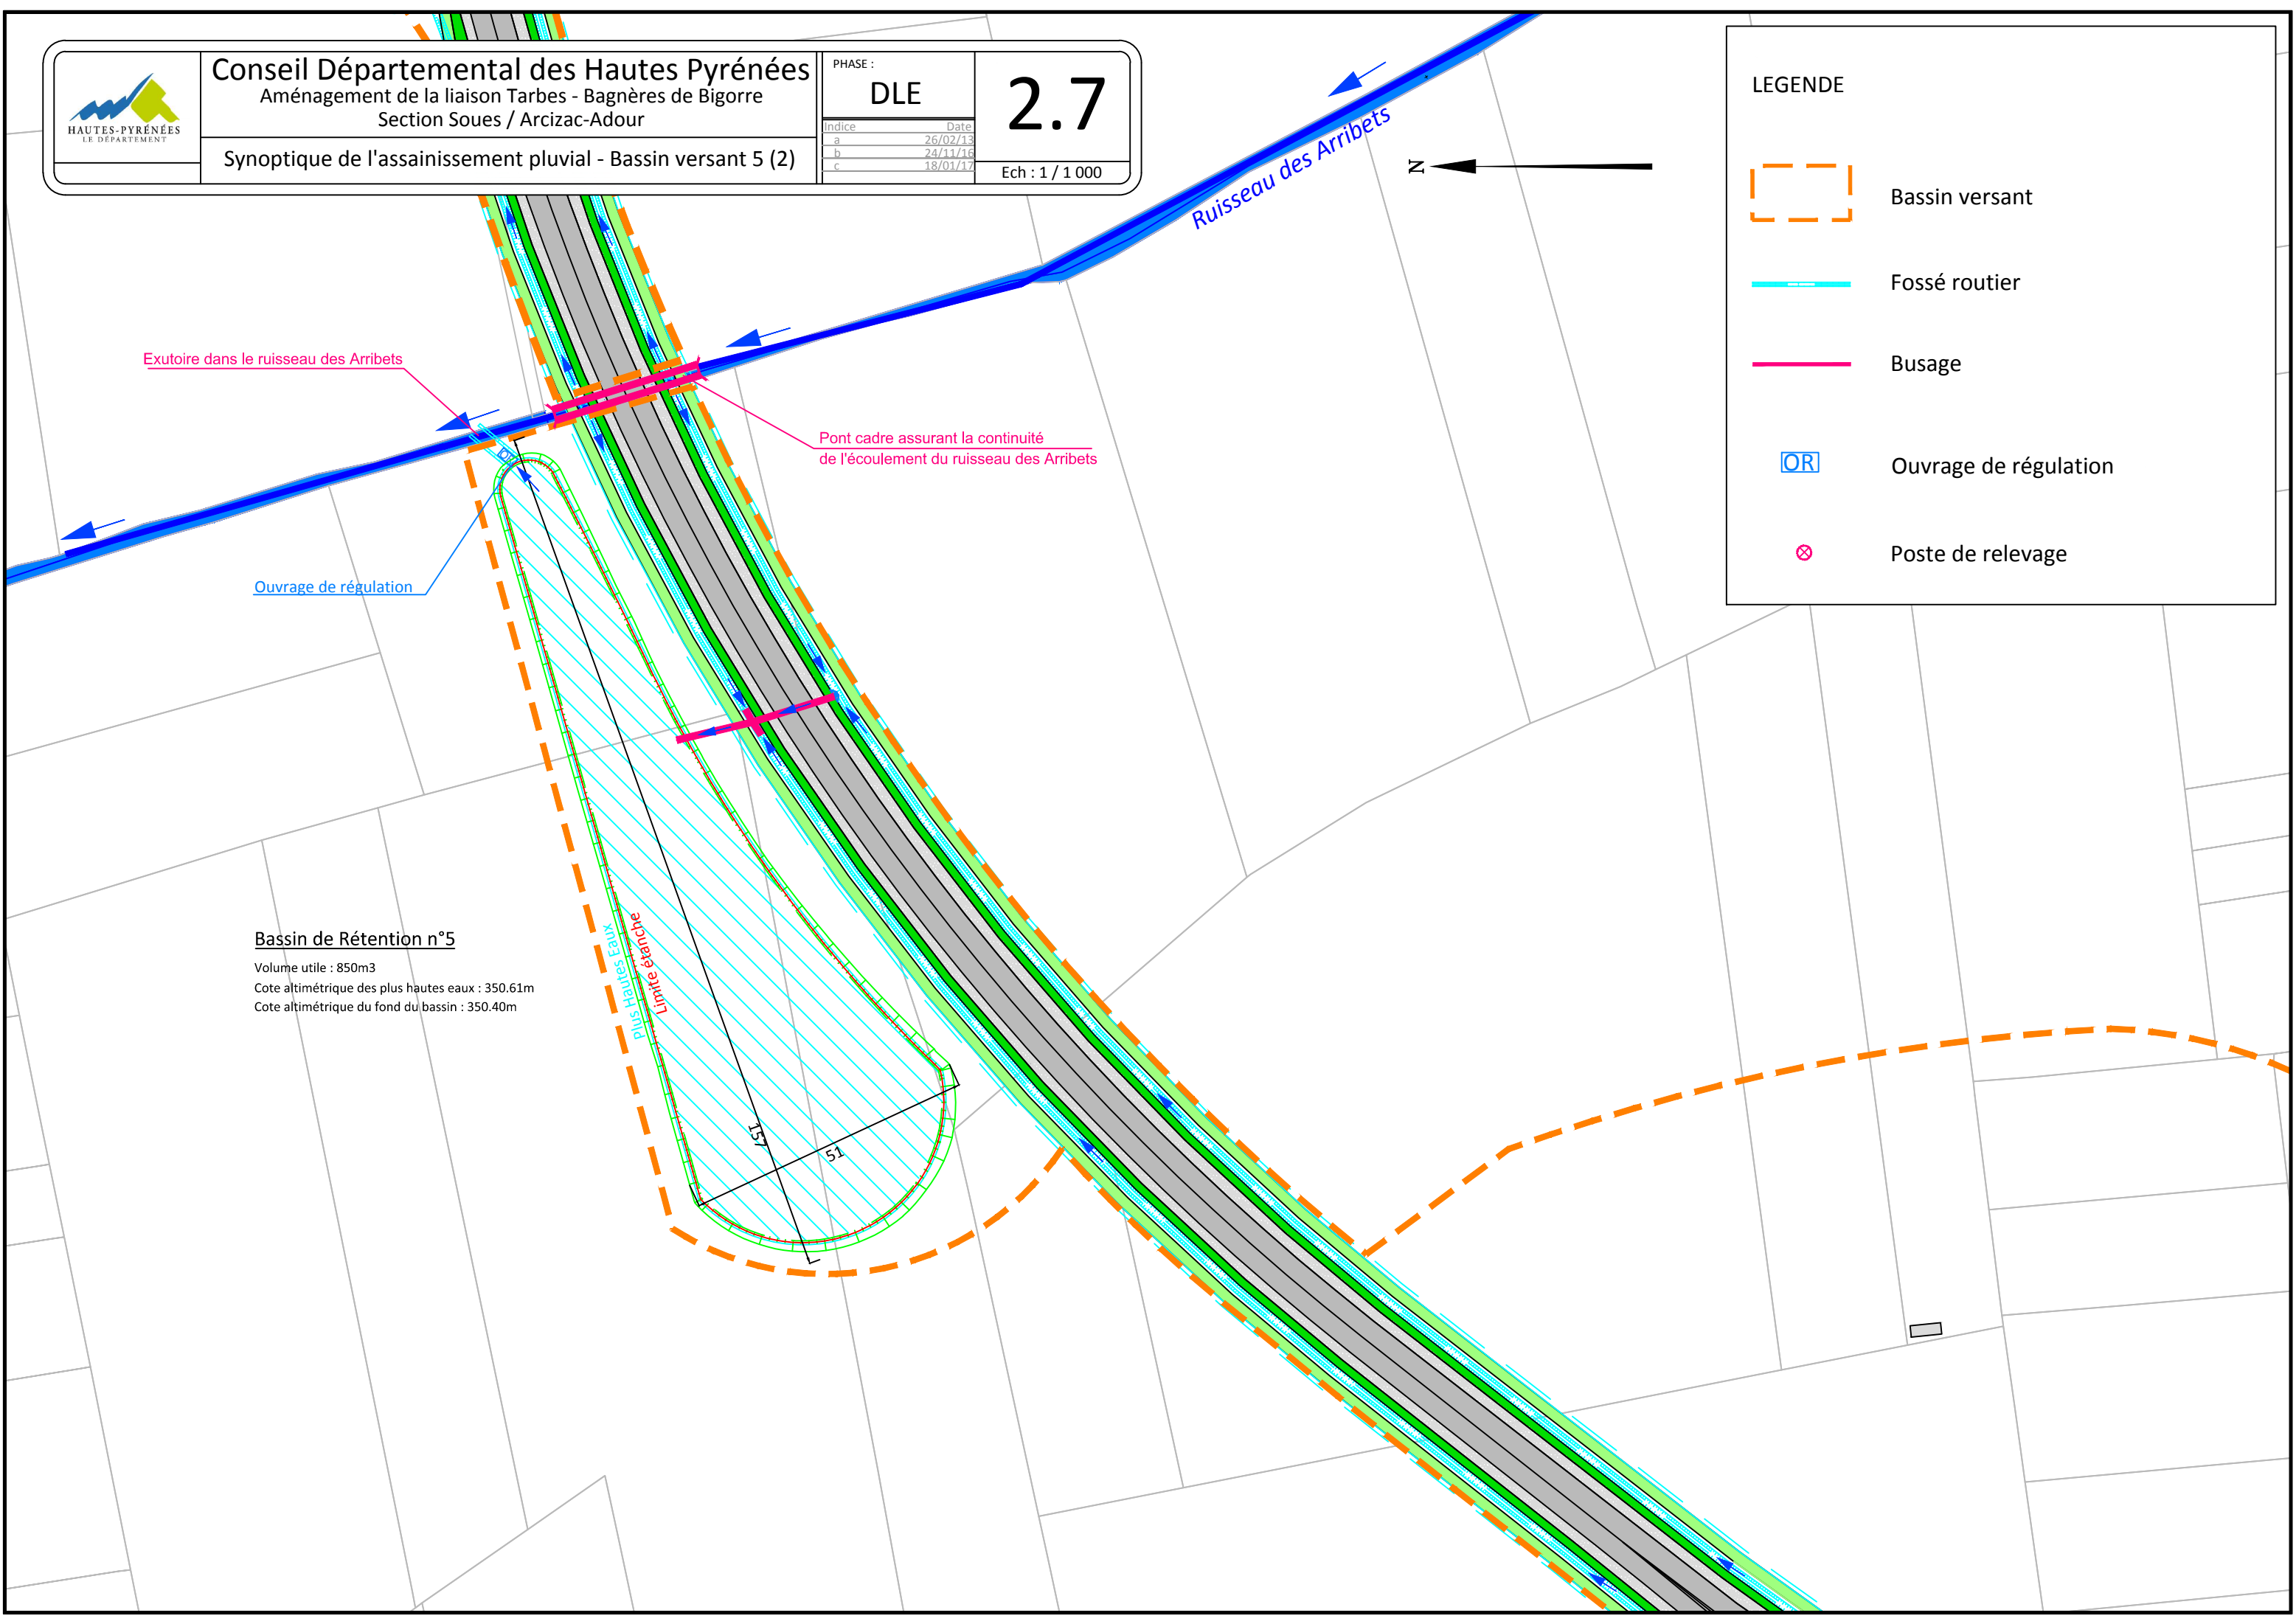 HAUTES-PYRÉNÉES
LE DÉPARTEMENT
Conseil Départemental des Hautes Pyrénées
Aménagement de la liaison Tarbes - Bagnères de Bigorre
Section Soues / Arcizac-Adour
Synoptique de l'assainissement pluvial - Bassin versant 5 (2)
PHASE :
DLE
Indice Date
a 26/02/13
b 24/11/16
c 18/01/17
2.7
Ech : 1 / 1 000
Ruisseau des Arribets
N
LEGENDE
Bassin versant
Fossé routier
Busage
OR Ouvrage de régulation
Poste de relevage
Exutoire dans le ruisseau des Arribets
Pont cadre assurant la continuité
de l'écoulement du ruisseau des Arribets
OR
Ouvrage de régulation
Bassin de Rétention n°5
Volume utile : 850m3
Cote altimétrique des plus hautes eaux : 350.61m
Cote altimétrique du fond du bassin : 350.40m
Plus Hautes Eaux
Limite étanche
157
51